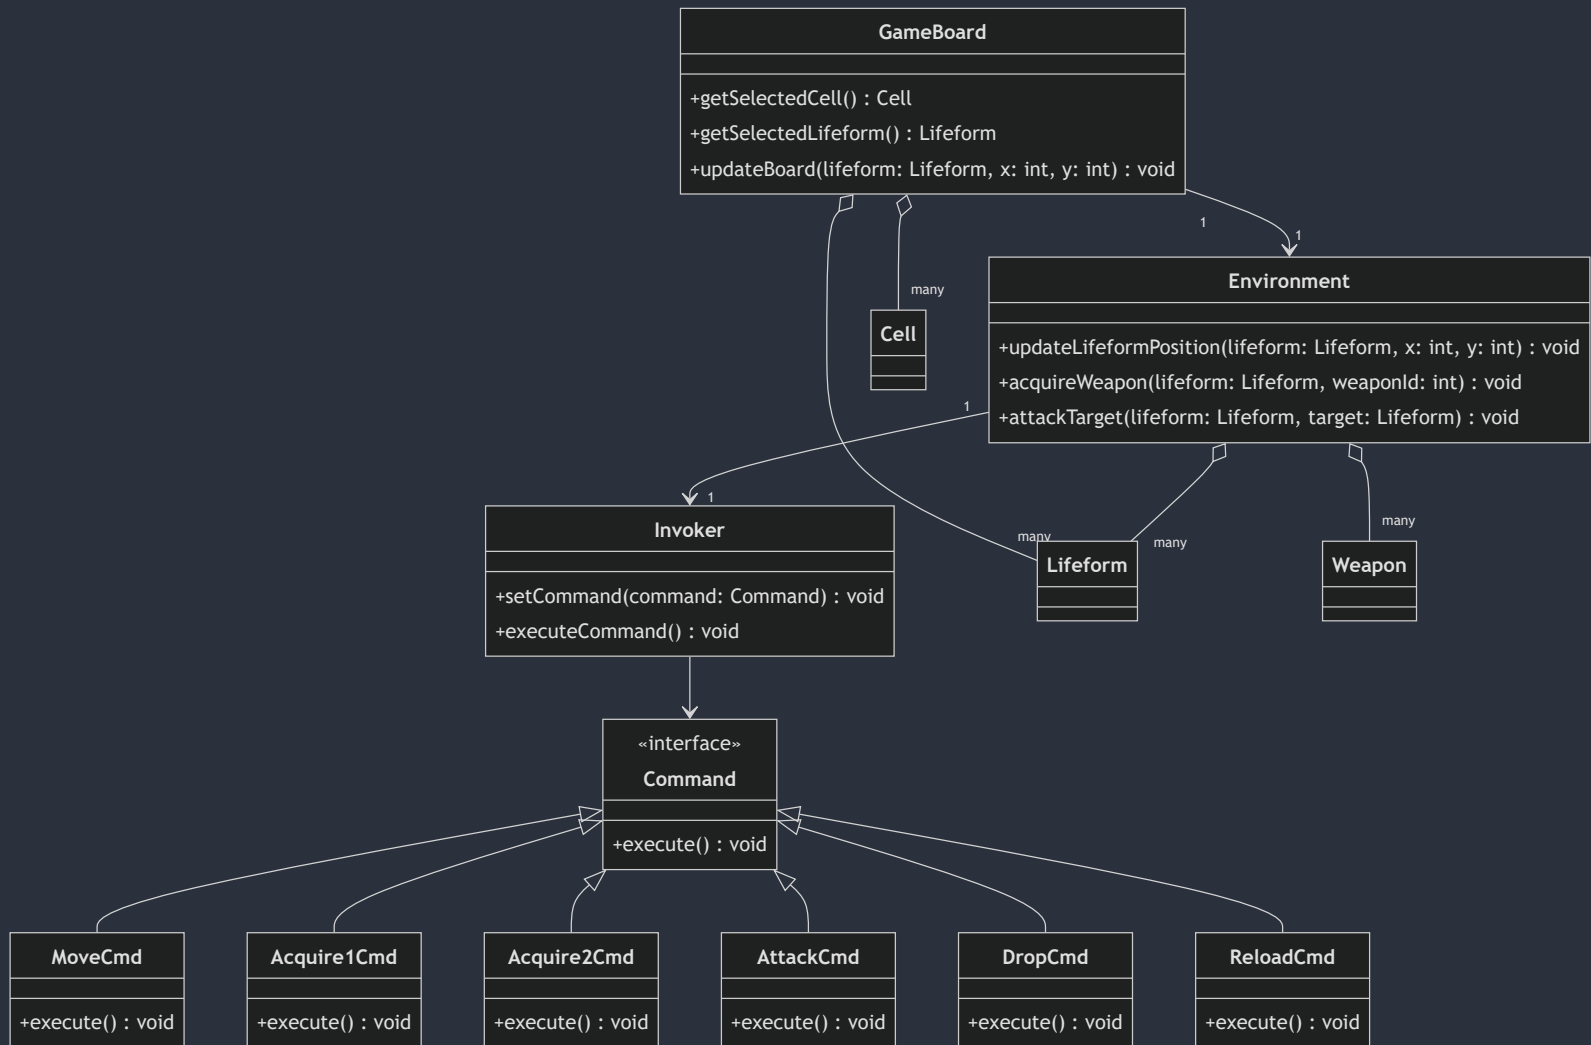 GameBoard
+getSelectedCell() : Cell
+getSelectedLifeform() : Lifeform
+updateBoard(lifeform: Lifeform, x: int, y: int) : void
1
1
many
Cell
Environment
+updateLifeformPosition(lifeform: Lifeform, x: int, y: int) : void
+acquireWeapon(lifeform: Lifeform, weaponId: int) : void
+attackTarget(lifeform: Lifeform, target: Lifeform) : void
1
1
many
many
many
Invoker
+setCommand(command: Command) : void
+executeCommand() : void
Lifeform
Weapon
«interface»
Command
+execute() : void
MoveCmd
+execute() : void
Acquire1Cmd
+execute() : void
Acquire2Cmd
+execute() : void
AttackCmd
+execute() : void
DropCmd
+execute() : void
ReloadCmd
+execute() : void